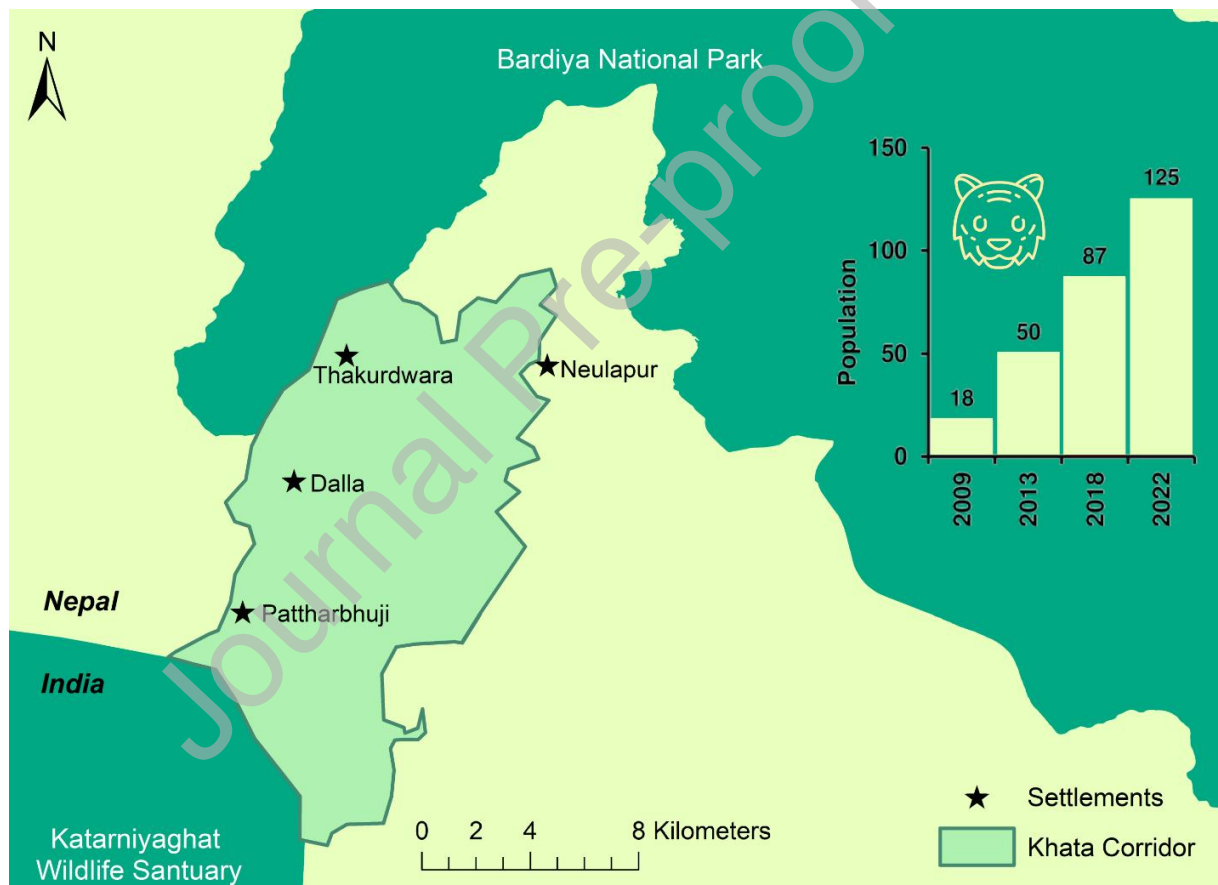 N
Bardiya National Park
Journal Pre-proof
150
100
50
0
Population
18
50
87
125
2009
2013
2018
2022
Thakurdwara
Neulapur
Dalla
Pattharbhuji
Nepal
India
Katarniyaghat
Wildlife Santuary
0 2 4 8 Kilometers
Settlements
Khata Corridor